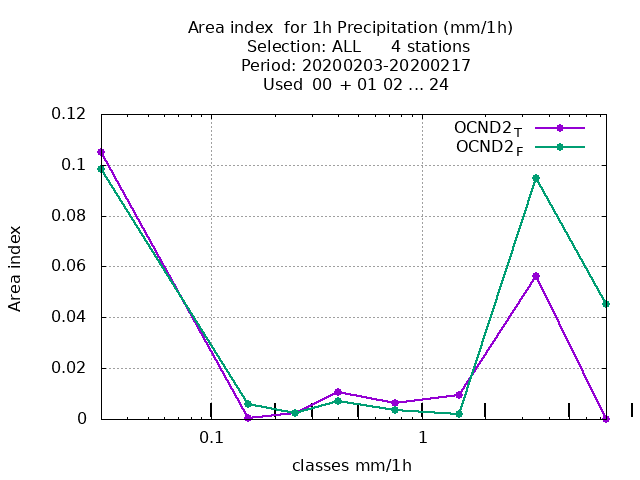 Area index  for 1h Precipitation (mm/1h)
Selection: ALL      4 stations
Period: 20200203-20200217
Used  00 + 01 02 ... 24
0.12
0.1
0.08
0.06
0.04
0.02
0
Area index
OCND2T
OCND2F
0.1
1
classes mm/1h